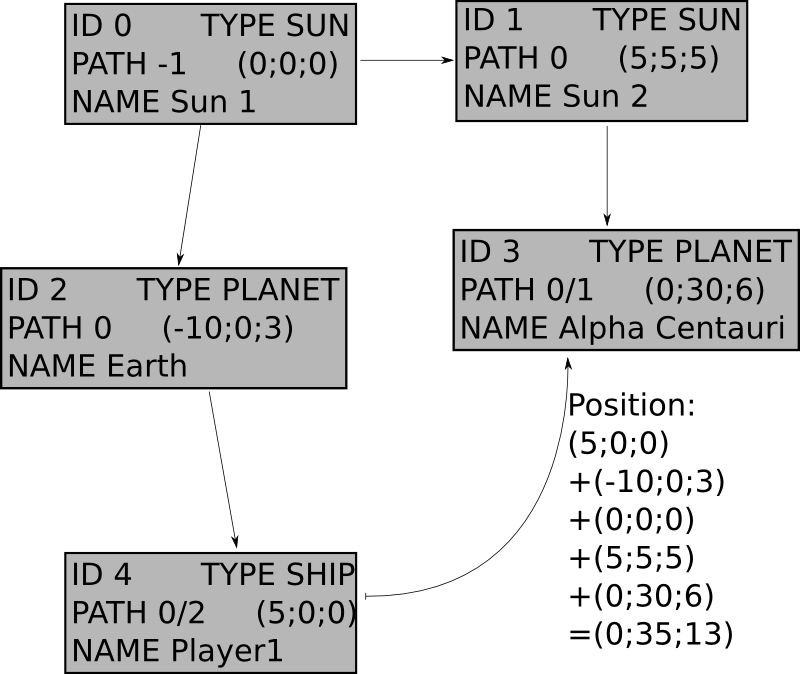 ID 0 TYPE SUN
PATH -1 (0;0;0)
NAME Sun 1
ID 1 TYPE SUN
PATH 0 (5;5;5)
NAME Sun 2
ID 2 TYPE PLANET
PATH 0 (-10;0;3)
NAME Earth
ID 3 TYPE PLANET
PATH 0/1 (0;30;6)
NAME Alpha Centauri
ID 4 TYPE SHIP
PATH 0/2 (5;0;0)
NAME Player1
Position:
(5;0;0)
+(-10;0;3)
+(0;0;0)
+(5;5;5)
+(0;30;6)
=(0;35;13)